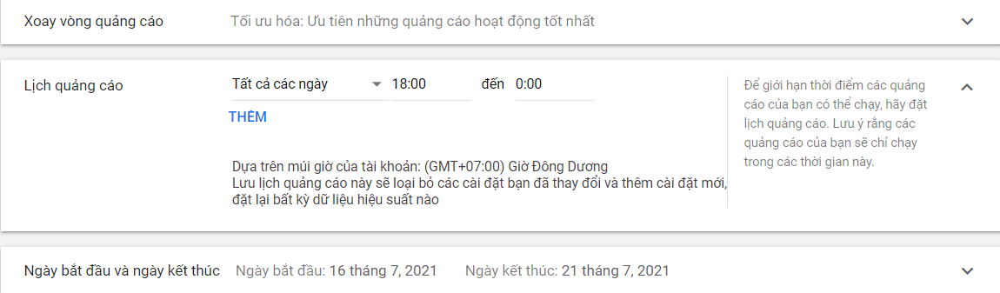 Xoay vòng quảng cáo Tối ưu hóa: Ưu tiên những quảng cáo hoạt động tốt nhất
Lịch quảng cáo Tất cả các ngày 18:00 đến 0:00
THÊM
Dựa trên múi giờ của tài khoản: (GMT+07:00) Giờ Đông Dương
Lưu lịch quảng cáo này sẽ loại bỏ các cài đặt bạn đã thay đổi và thêm cài đặt mới,
đặt lại bất kỳ dữ liệu hiệu suất nào
Để giới hạn thời điểm các quảng
cáo của bạn có thể chạy, hãy đặt
lịch quảng cáo. Lưu ý rằng các
quảng cáo của bạn sẽ chỉ chạy
trong các thời gian này.
Ngày bắt đầu và ngày kết thúc Ngày bắt đầu: 16 tháng 7, 2021 Ngày kết thúc: 21 tháng 7, 2021